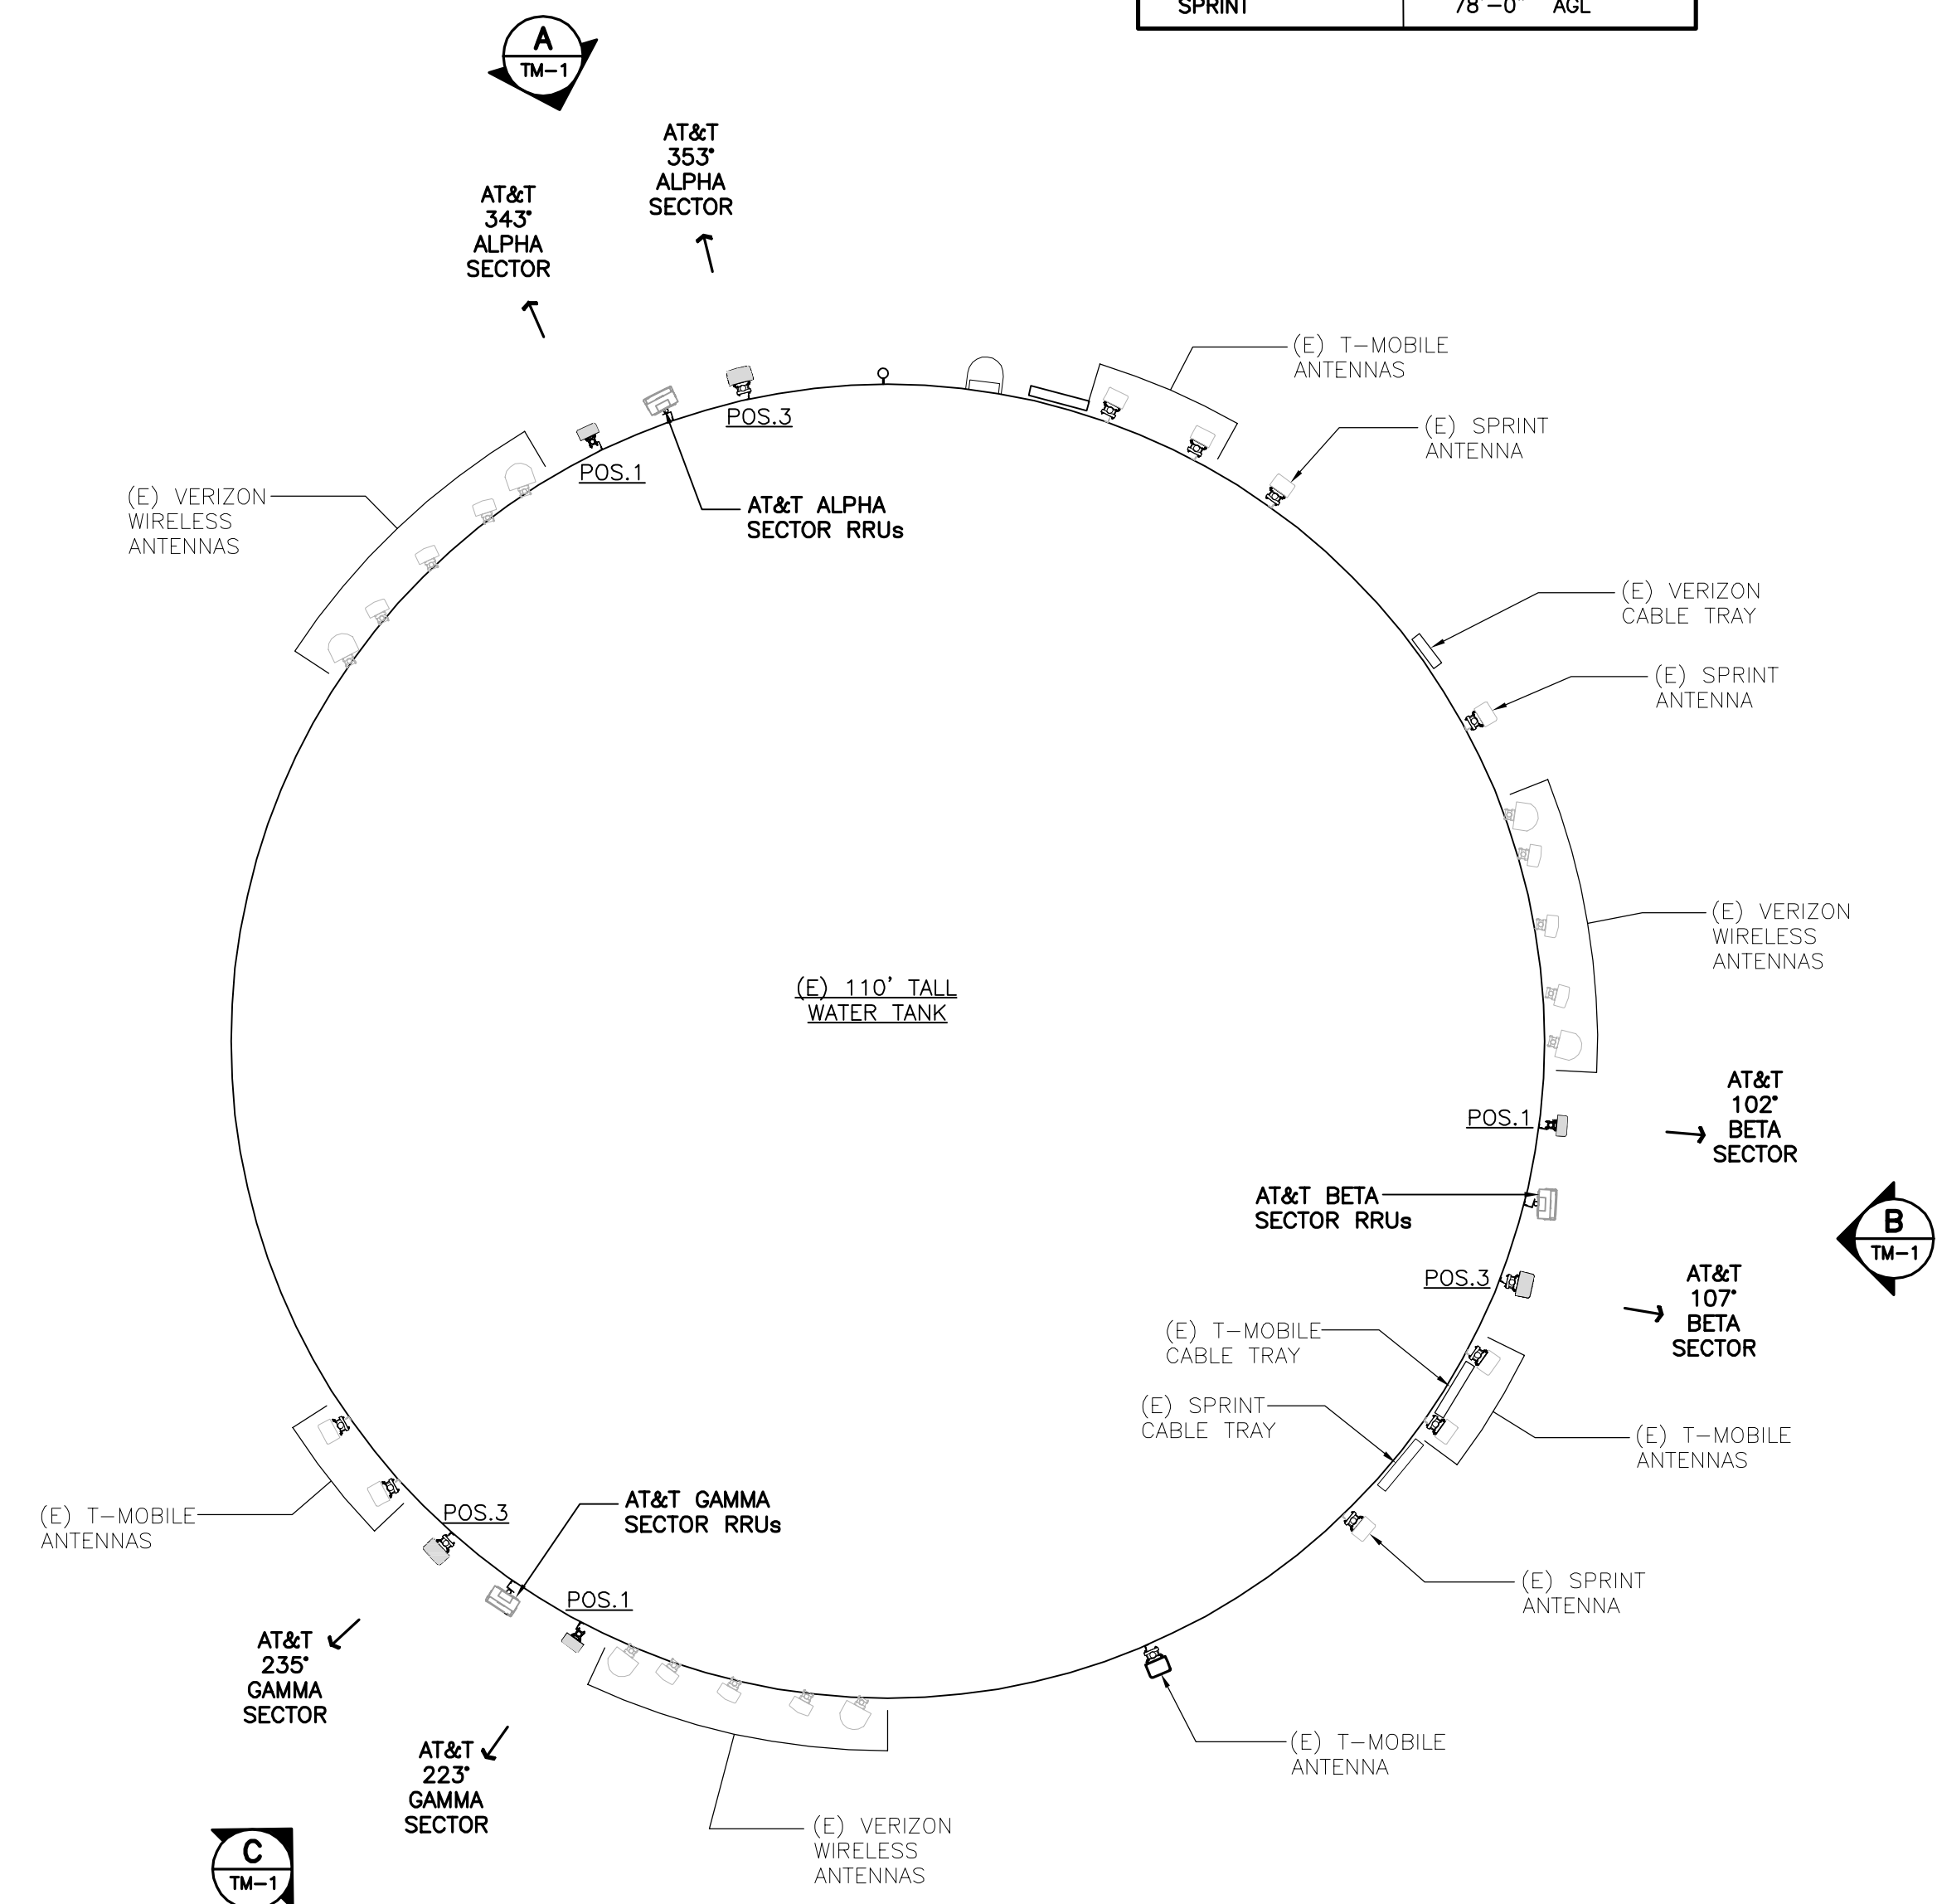 SPRINT 78'-0" AGL
A
TM-1
AT&T
353°
ALPHA
SECTOR
AT&T
343°
ALPHA
SECTOR
(E) T-MOBILE
ANTENNAS
POS.3
(E) SPRINT
ANTENNA
POS.1
(E) VERIZON
WIRELESS
ANTENNAS
AT&T ALPHA
SECTOR RRUs
(E) VERIZON
CABLE TRAY
(E) SPRINT
ANTENNA
(E) VERIZON
WIRELESS
ANTENNAS
(E) 110' TALL
WATER TANK
AT&T
102°
BETA
SECTOR
POS.1
AT&T BETA
SECTOR RRUs
B
TM-1
POS.3
AT&T
107°
BETA
SECTOR
(E) T-MOBILE
CABLE TRAY
(E) SPRINT
CABLE TRAY
(E) T-MOBILE
ANTENNAS
(E) T-MOBILE
ANTENNAS
POS.3
AT&T GAMMA
SECTOR RRUs
(E) SPRINT
ANTENNA
POS.1
AT&T
235°
GAMMA
SECTOR
AT&T
223°
GAMMA
SECTOR
(E) T-MOBILE
ANTENNA
(E) VERIZON
WIRELESS
ANTENNAS
C
TM-1